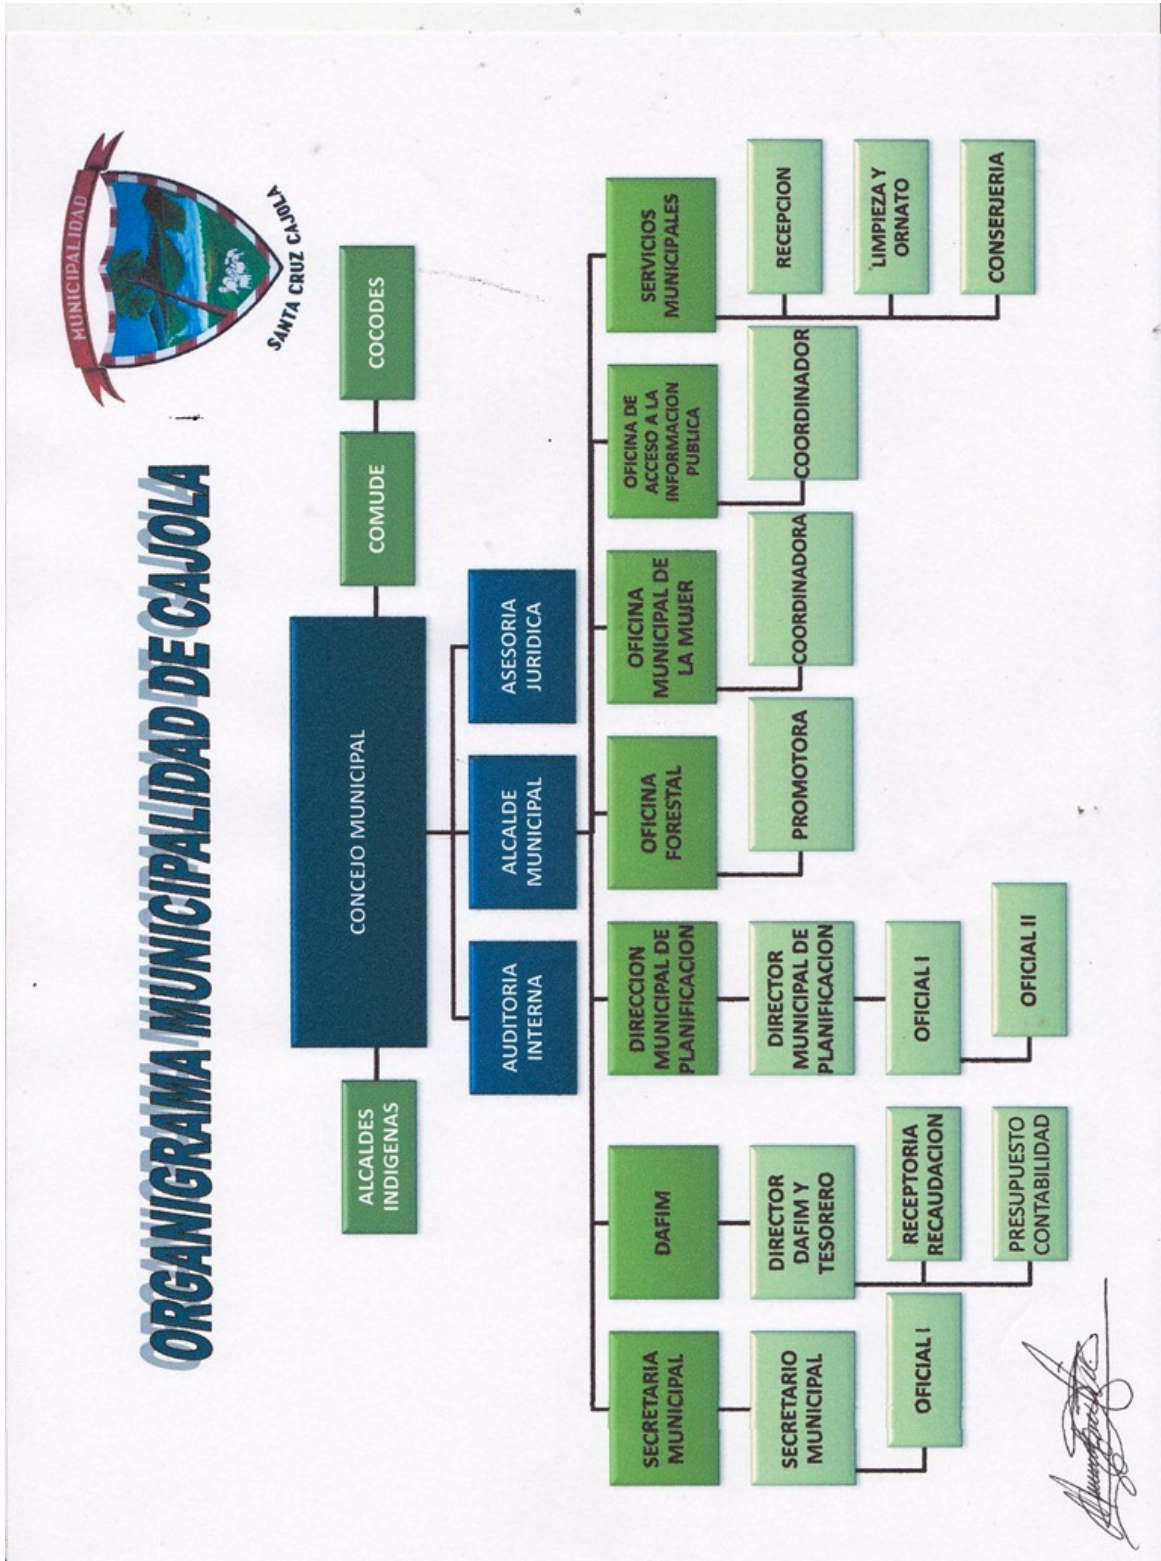 ORGANIGRAMA MUNICIPALIDAD DE CAJOLA
MUNICIPALIDAD
SANTA CRUZ CAJOLA
ALCALDES
INDIGENAS
CONCEJO MUNICIPAL
COMUDE
COCODES
AUDITORIA
INTERNA
ALCALDE
MUNICIPAL
ASESORIA
JURIDICA
SECRETARIA
MUNICIPAL
DAFIM
DIRECCION
MUNICIPAL DE
PLANIFICACION
OFICINA
FORESTAL
OFICINA
MUNICIPAL DE
LA MUJER
OFICINA DE
ACCESO A LA
INFORMACION
PUBLICA
SERVICIOS
MUNICIPALES
SECRETARIO
MUNICIPAL
DIRECTOR
DAFIM Y
TESORERO
DIRECTOR
MUNICIPAL DE
PLANIFICACION
PROMOTORA
COORDINADORA
COORDINADOR
RECEPCION
OFICIAL I
RECEPTORIA
RECAUDACION
OFICIAL I
LIMPIEZA Y
ORNATO
PRESUPUESTO
CONTABILIDAD
OFICIAL II
CONSERJERIA